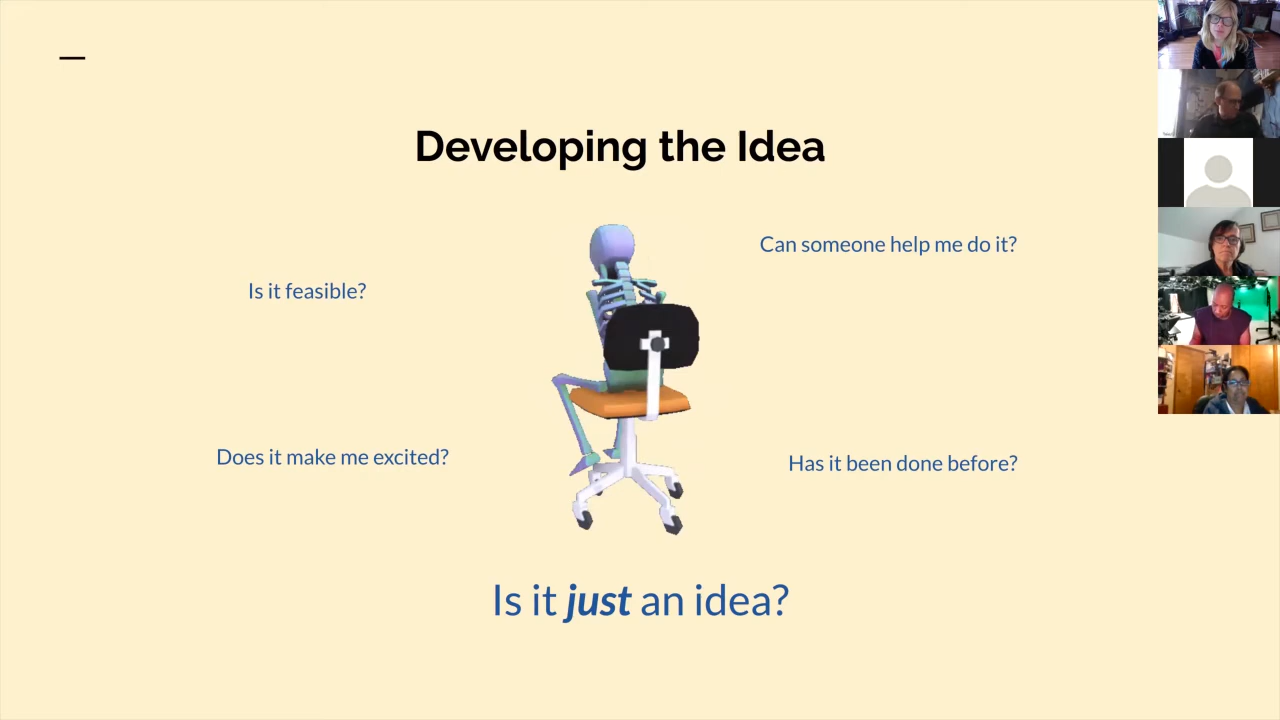 Developing the Idea
Can someone help me do it?
Is it feasible?
Does it make me excited?
Has it been done before?
Is it just an idea?